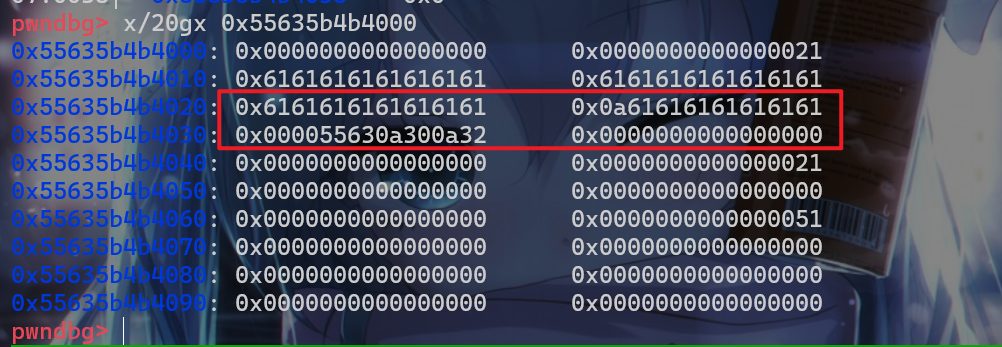 pwndbg> x/20gx 0x55635b4b4000
0x55635b4b4000: 0x0000000000000000 0x0000000000000021
0x55635b4b4010: 0x6161616161616161 0x6161616161616161
0x55635b4b4020: 0x6161616161616161 0x0a61616161616161
0x55635b4b4030: 0x000055630a300a32 0x0000000000000000
0x55635b4b4040: 0x0000000000000000 0x0000000000000021
0x55635b4b4050: 0x0000000000000000 0x0000000000000000
0x55635b4b4060: 0x0000000000000000 0x0000000000000051
0x55635b4b4070: 0x0000000000000000 0x0000000000000000
0x55635b4b4080: 0x0000000000000000 0x0000000000000000
0x55635b4b4090: 0x0000000000000000 0x0000000000000000
pwndbg>